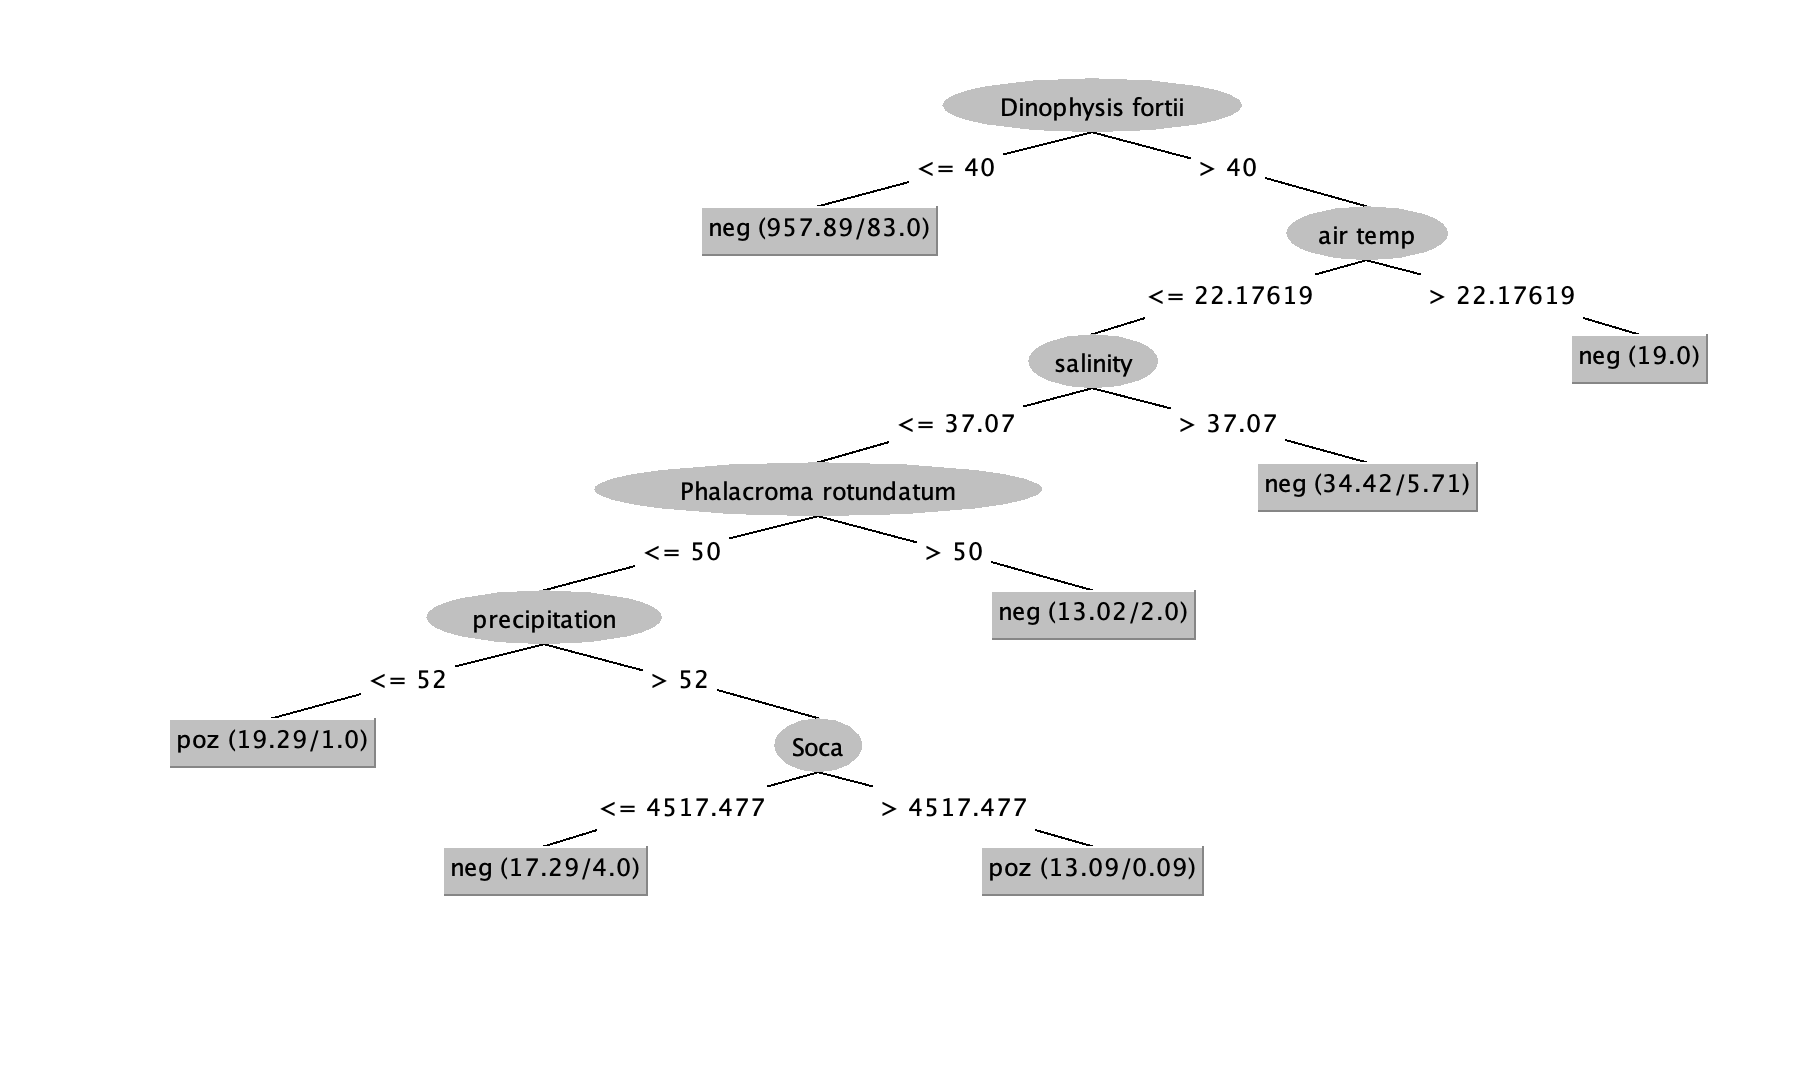 Dinophysis fortii
<= 40
> 40
neg (957.89/83.0)
air temp
<= 22.17619
> 22.17619
salinity
neg (19.0)
<= 37.07
> 37.07
Phalacroma rotundatum
neg (34.42/5.71)
<= 50
> 50
precipitation
neg (13.02/2.0)
<= 52
> 52
poz (19.29/1.0)
Soca
<= 4517.477
> 4517.477
neg (17.29/4.0)
poz (13.09/0.09)